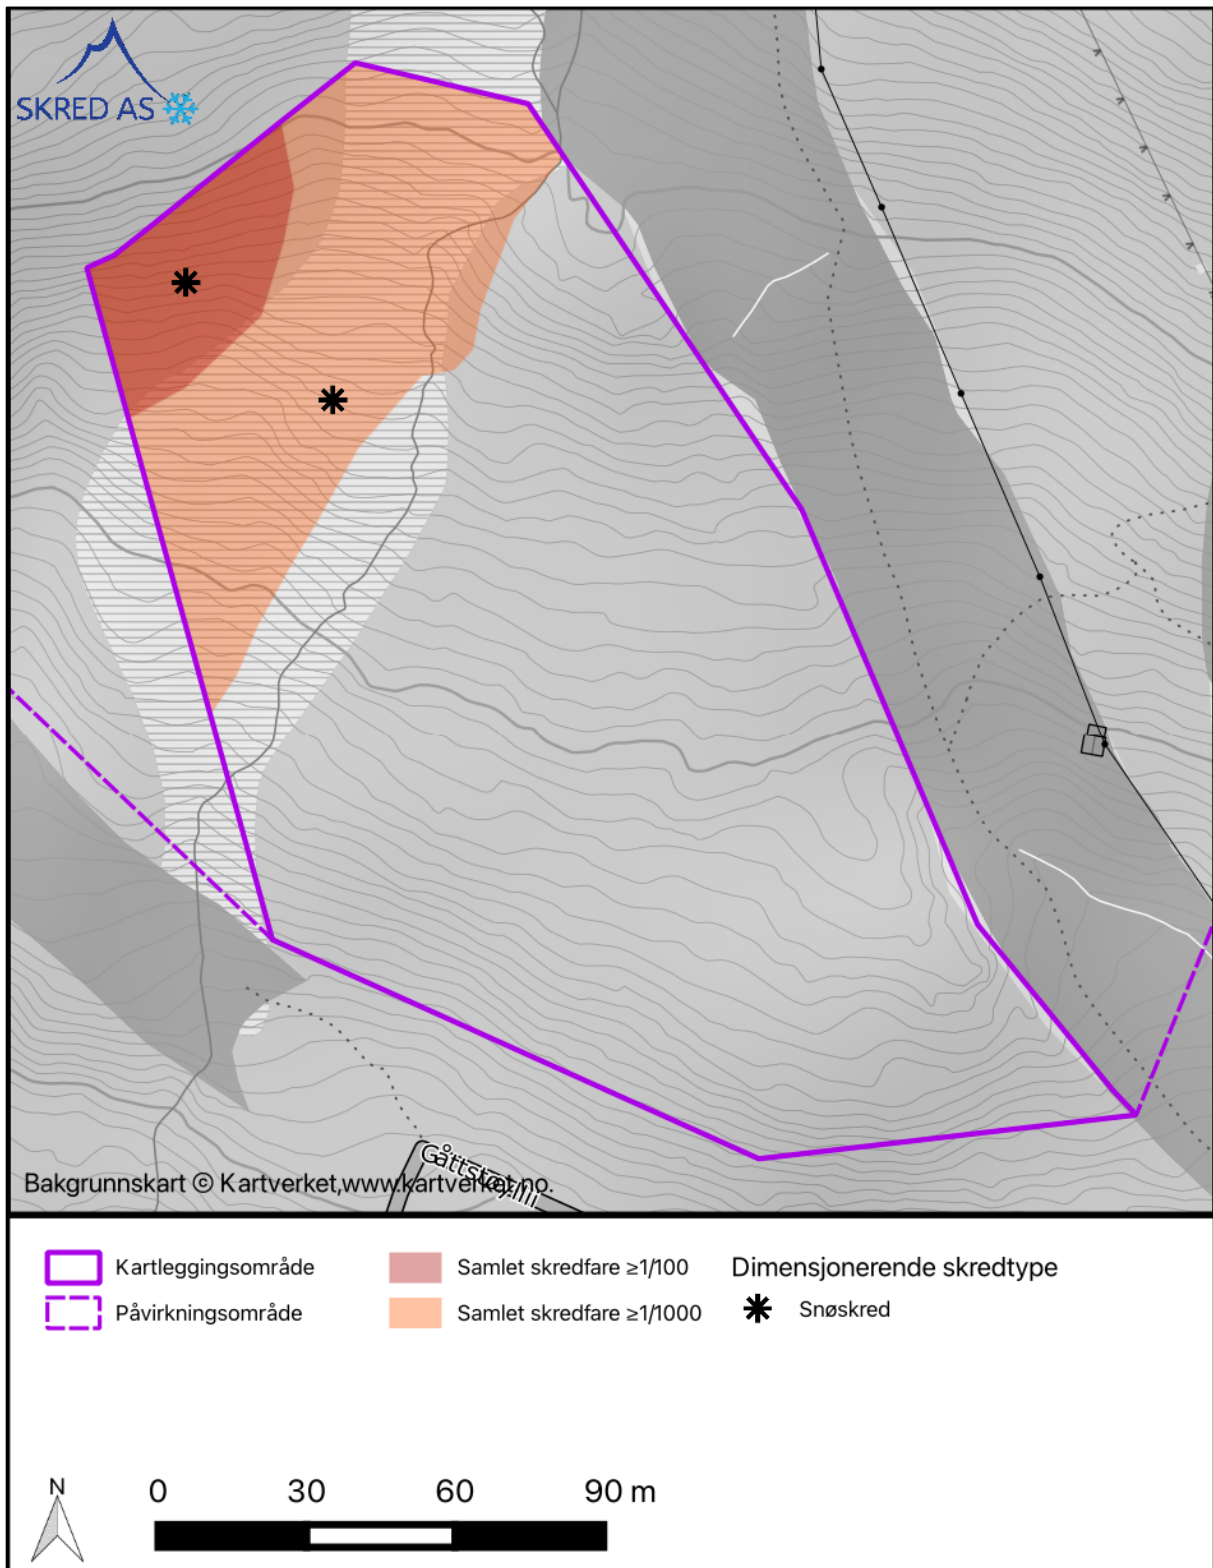 SKRED AS
Gåttstøylii
Bakgrunnskart © Kartverket,www.kartverket.no.
Kartleggingsområde
Påvirkningsområde
Samlet skredfare ≥1/100
Samlet skredfare ≥1/1000
Dimensjonerende skredtype
Snøskred
N
0 30 60 90 m